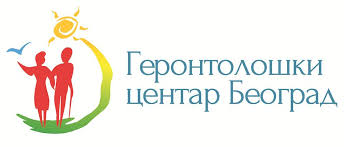 Геронтолошки
центар Београд